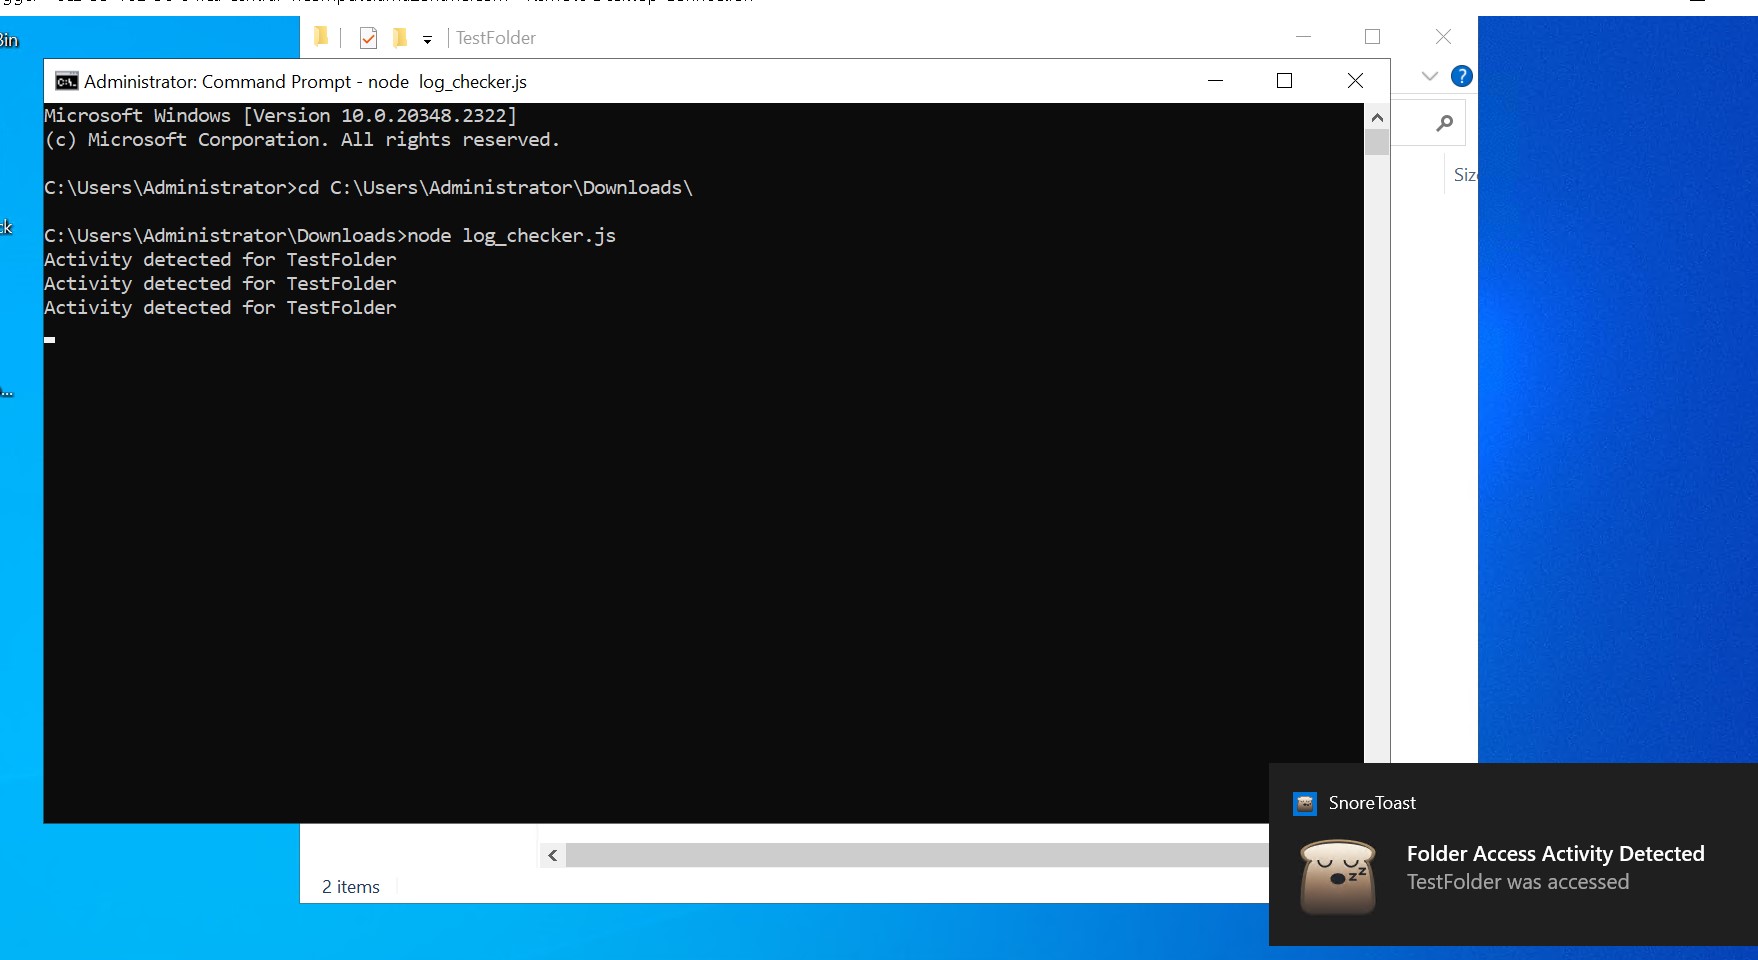 Bin
TestFolder
Administrator: Command Prompt - node  log_checker.js
Microsoft Windows [Version 10.0.20348.2322]
(c) Microsoft Corporation. All rights reserved.
Siz
C:\Users\Administrator>cd C:\Users\Administrator\Downloads\
ck
C:\Users\Administrator\Downloads>node log_checker.js
Activity detected for TestFolder
Activity detected for TestFolder
Activity detected for TestFolder
...
SnoreToast
Folder Access Activity Detected
TestFolder was accessed
2 items